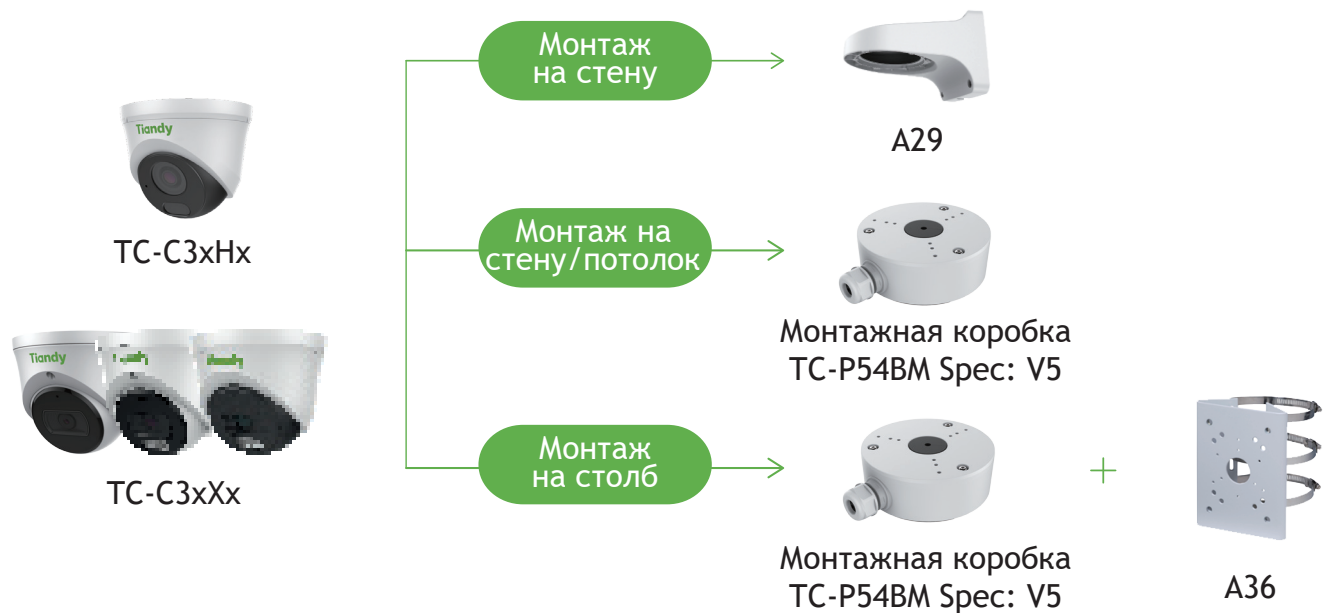 Tiandy
TC-C3xHx
Tiandy
TC-C3xXx
Монтаж
на стену
A29
Монтаж на
стену/потолок
Монтажная коробка
TC-P54BM Spec: V5
Монтаж
на столб
Монтажная коробка
TC-P54BM Spec: V5
+
A36